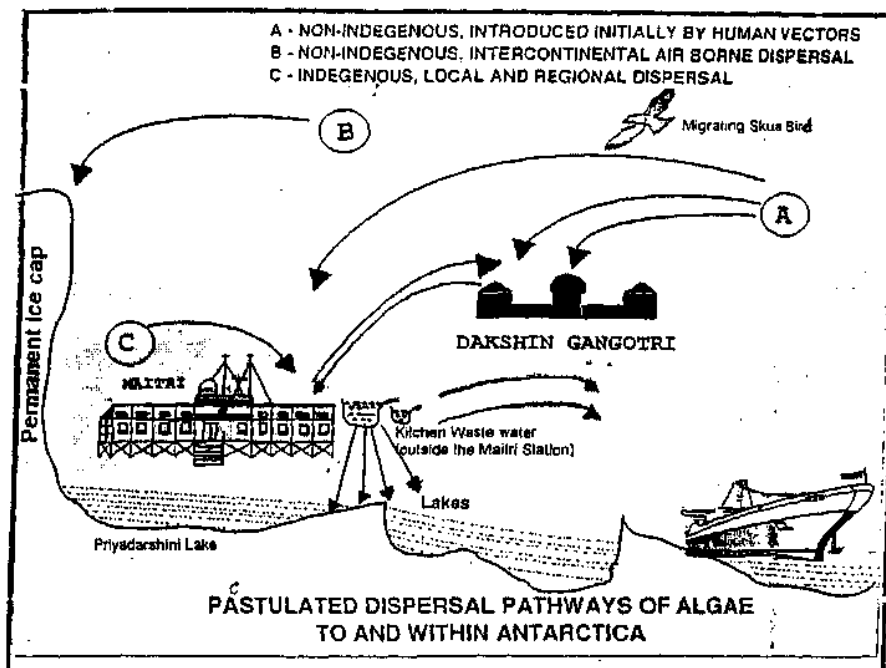 A - NON-INDEGENOUS, INTRODUCED INITIALLY BY HUMAN VECTORS
B - NON-INDEGENOUS, INTERCONTINENTAL AIR BORNE DISPERSAL
C - INDEGENOUS, LOCAL AND REGIONAL DISPERSAL
B
Migrating Skua Bird
A
Permanent ice cap
C
DAKSHIN GANGOTRI
MAITRI
Kitchen Waste water
(outside the Maitri Station)
Lakes
Priyadarshini Lake
PASTULATED DISPERSAL PATHWAYS OF ALGAE
TO AND WITHIN ANTARCTICA